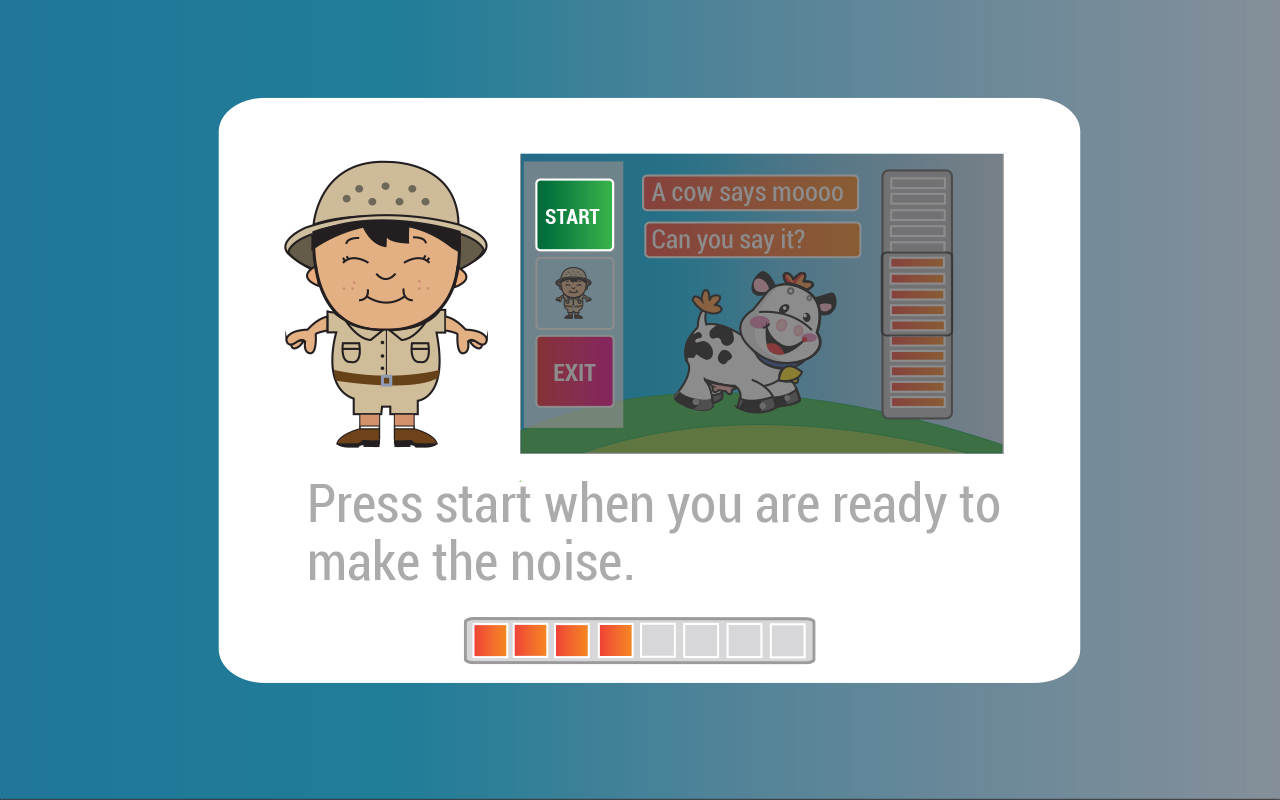 START
A cow says moooo
Can you say it?
EXIT
Press start when you are ready to
make the noise.